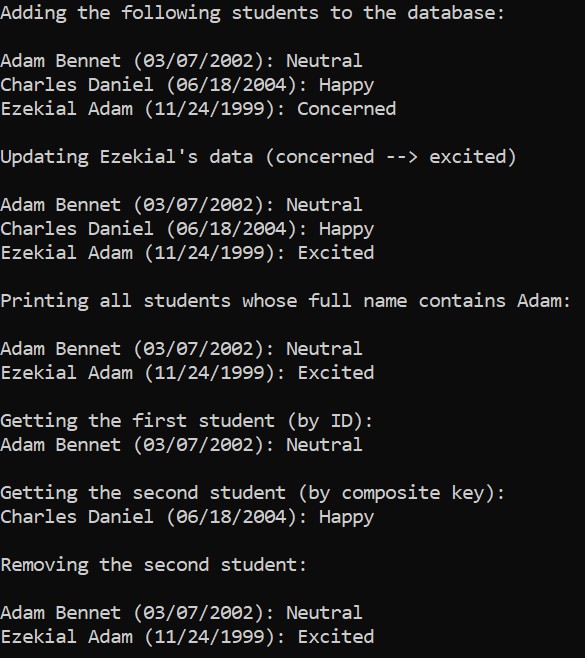 Adding the following students to the database:
Adam Bennet (03/07/2002): Neutral
Charles Daniel (06/18/2004): Happy
Ezekial Adam (11/24/1999): Concerned
Updating Ezekial's data (concerned --> excited)
Adam Bennet (03/07/2002): Neutral
Charles Daniel (06/18/2004): Happy
Ezekial Adam (11/24/1999): Excited
Printing all students whose full name contains Adam:
Adam Bennet (03/07/2002): Neutral
Ezekial Adam (11/24/1999): Excited
Getting the first student (by ID):
Adam Bennet (03/07/2002): Neutral
Getting the second student (by composite key):
Charles Daniel (06/18/2004): Happy
Removing the second student:
Adam Bennet (03/07/2002): Neutral
Ezekial Adam (11/24/1999): Excited